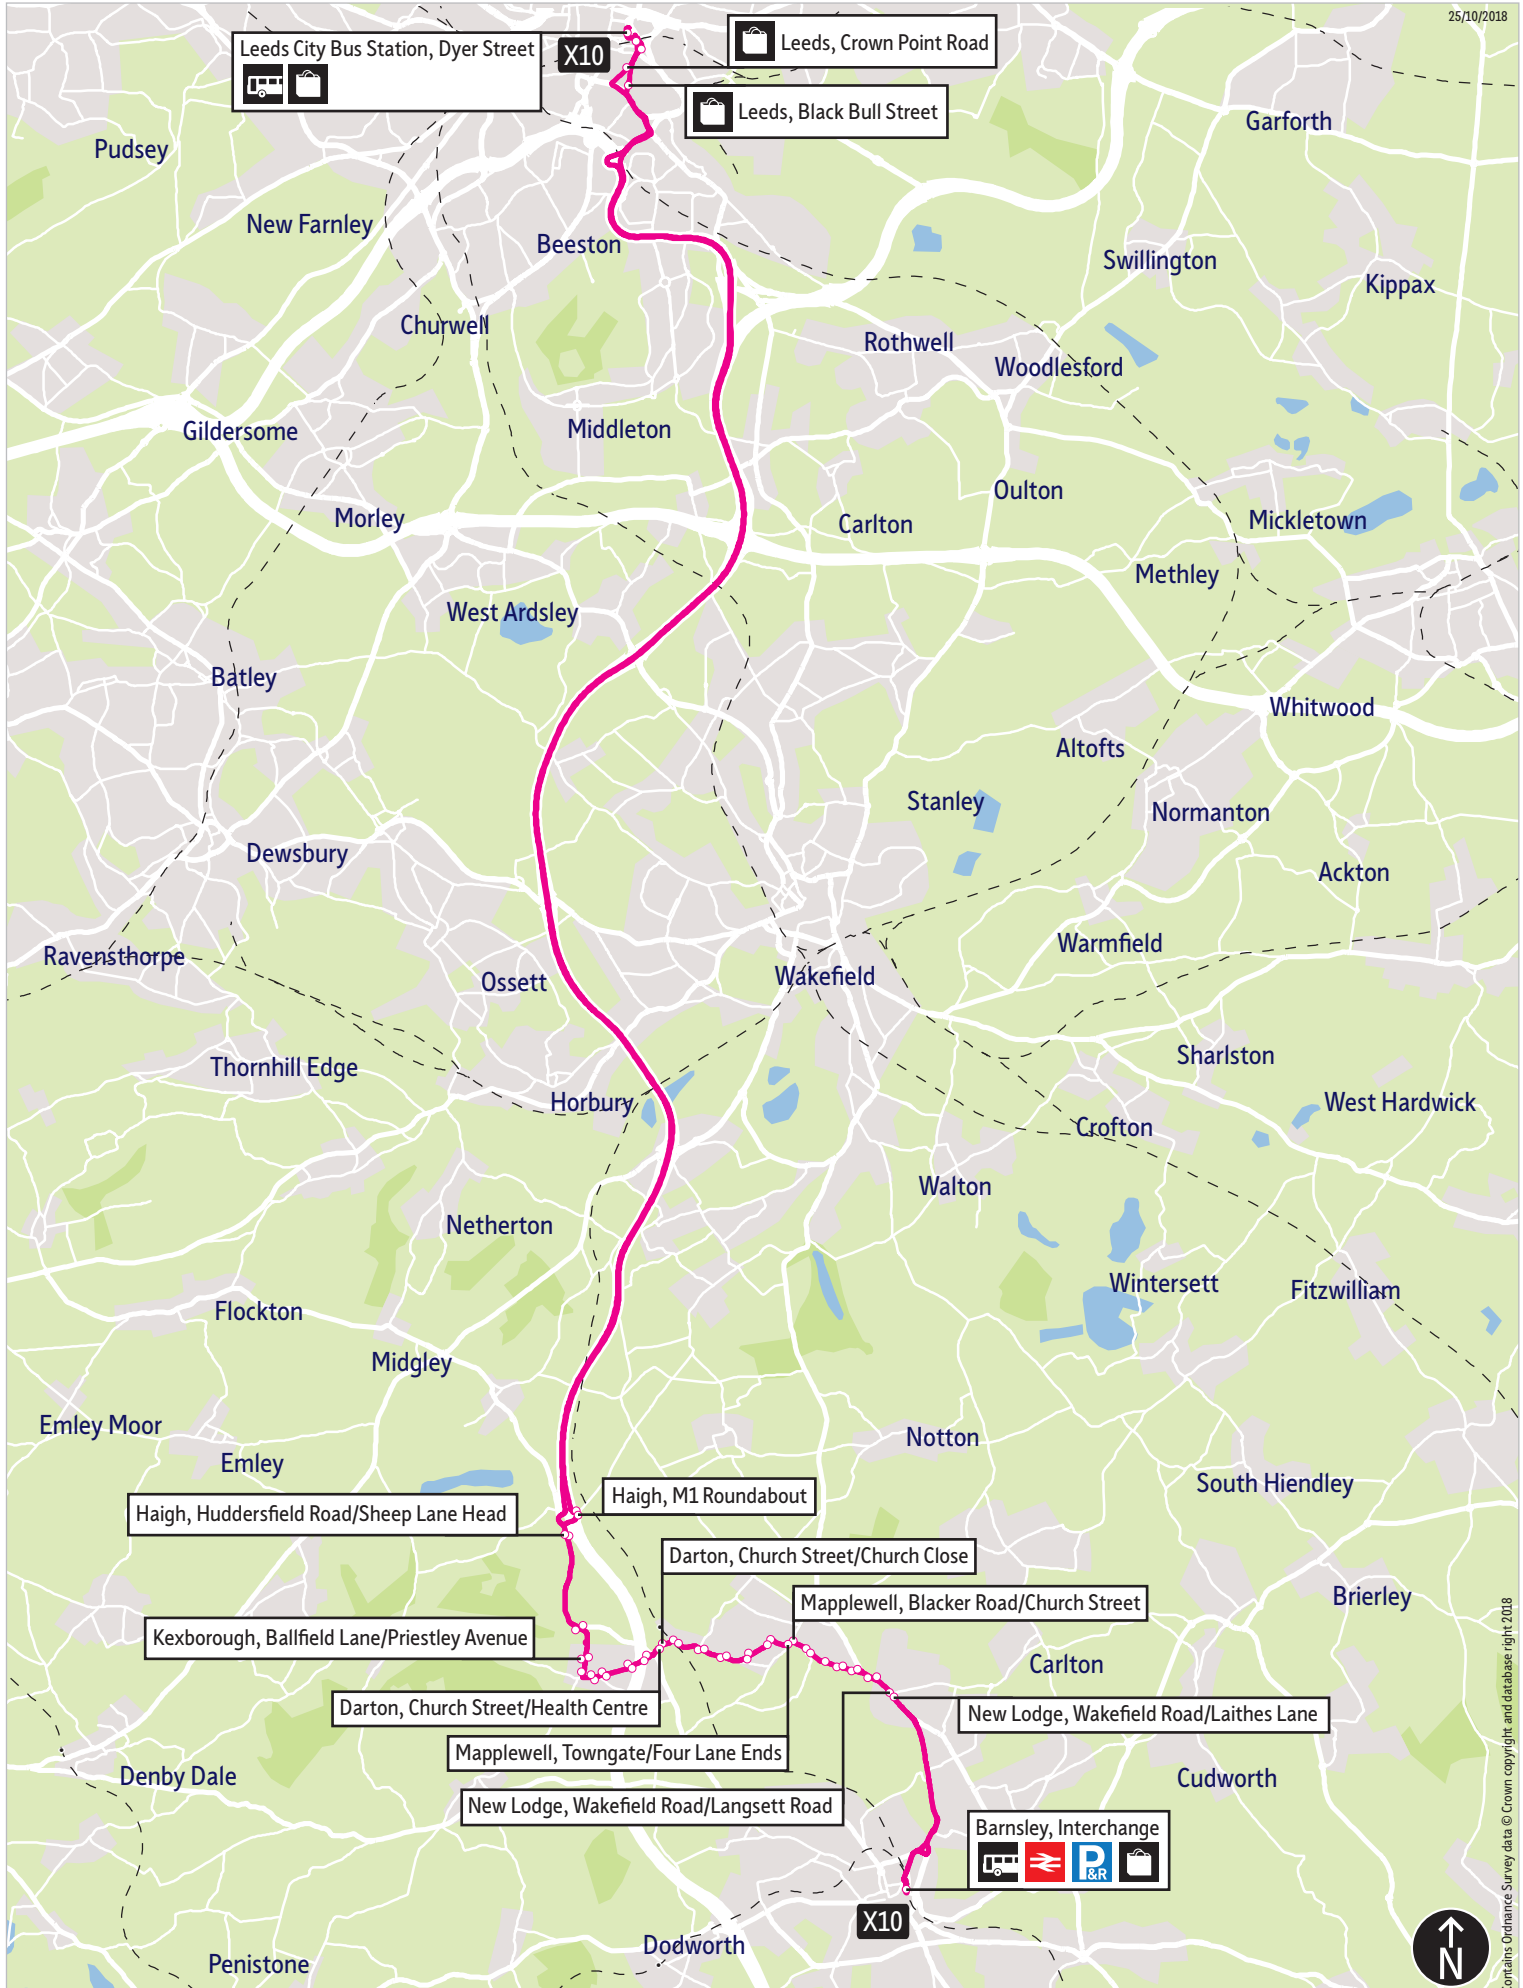 25/10/2018
Leeds City Bus Station, Dyer Street
X10
Leeds, Crown Point Road
Leeds, Black Bull Street
Garforth
Pudsey
New Farnley
Beeston
Swillington
Kippax
Churwell
Rothwell
Woodlesford
Gildersome
Middleton
Oulton
Morley
Carlton
Mickletown
Methley
West Ardsley
Batley
Whitwood
Altofts
Stanley
Normanton
Dewsbury
Ackton
Warmfield
Ravensthorpe
Ossett
Wakefield
Sharlston
Thornhill Edge
Horbury
West Hardwick
Crofton
Walton
Netherton
Wintersett
Fitzwilliam
Flockton
Midgley
Emley Moor
Notton
Emley
South Hiendley
Haigh, M1 Roundabout
Haigh, Huddersfield Road/Sheep Lane Head
Darton, Church Street/Church Close
Brierley
Mapplewell, Blacker Road/Church Street
Kexborough, Ballfield Lane/Priestley Avenue
Carlton
Darton, Church Street/Health Centre
New Lodge, Wakefield Road/Laithes Lane
Mapplewell, Towngate/Four Lane Ends
Denby Dale
Cudworth
New Lodge, Wakefield Road/Langsett Road
Barnsley, Interchange
P&R
X10
Dodworth
Penistone
N
ontains Ordnance Survey data © Crown copyright and database right 2018